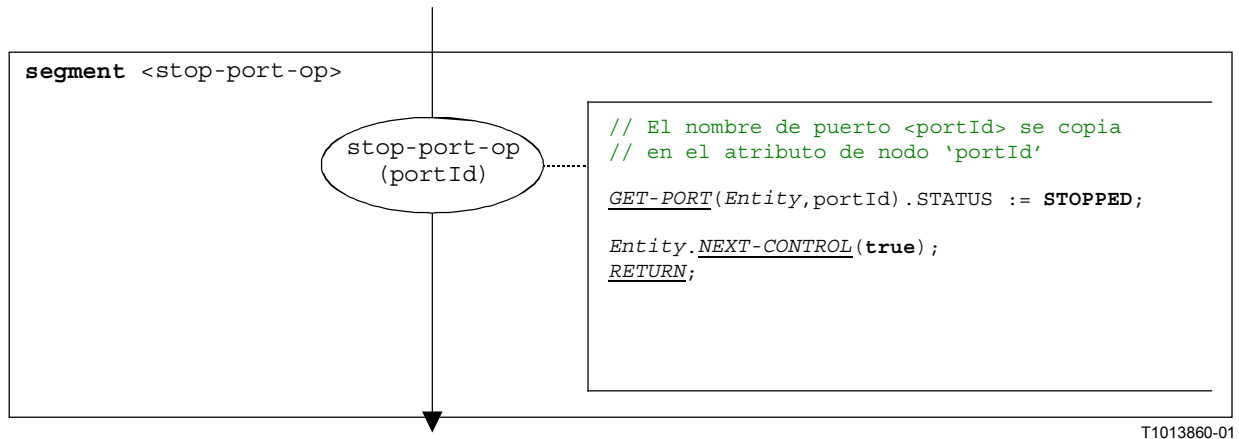 segment <stop-port-op>
stop-port-op
(portId)
// El nombre de puerto <portId> se copia
// en el atributo de nodo ‘portId’
GET-PORT(Entity,portId).STATUS := STOPPED;
Entity.NEXT-CONTROL(true);
RETURN;
T1013860-01